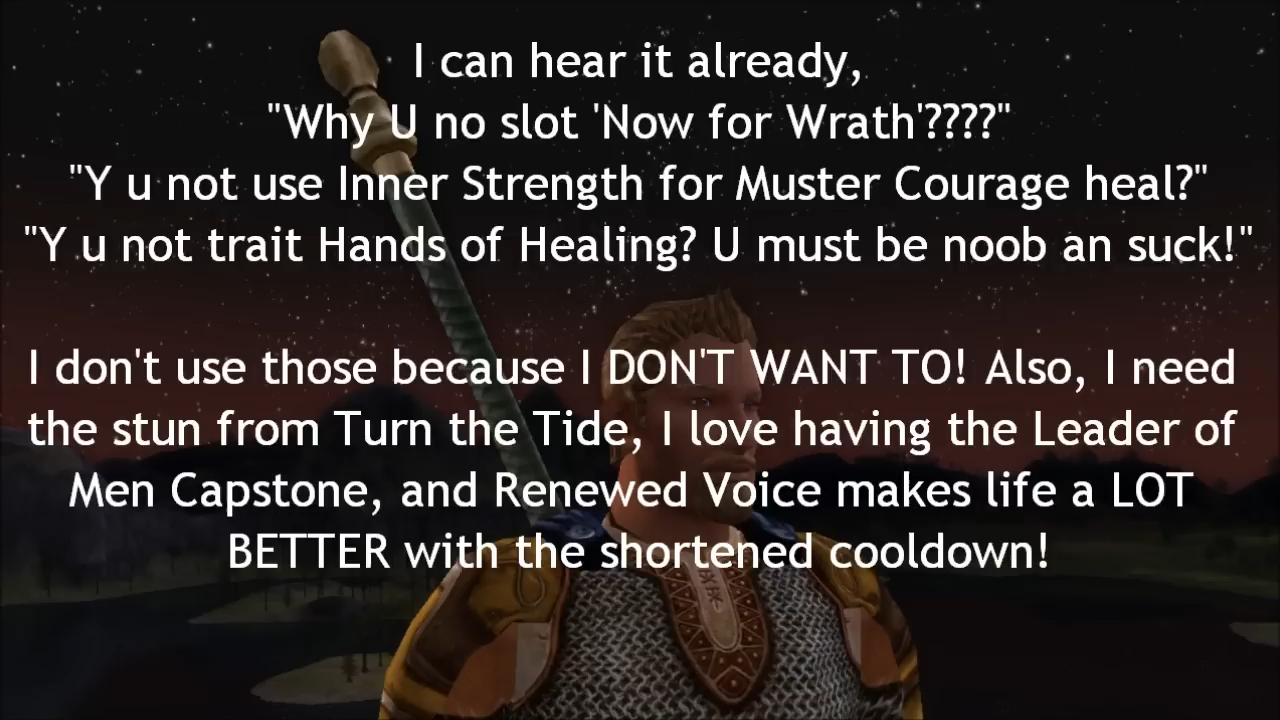 I can hear it already,
"Why U no slot 'Now for Wrath'????"
"Y u not use Inner Strength for Muster Courage heal?"
"Y u not trait Hands of Healing? U must be noob an suck!"
I don't use those because I DON'T WANT TO! Also, I need
the stun from Turn the Tide, I love having the Leader of
Men Capstone, and Renewed Voice makes life a LOT
BETTER with the shortened cooldown!